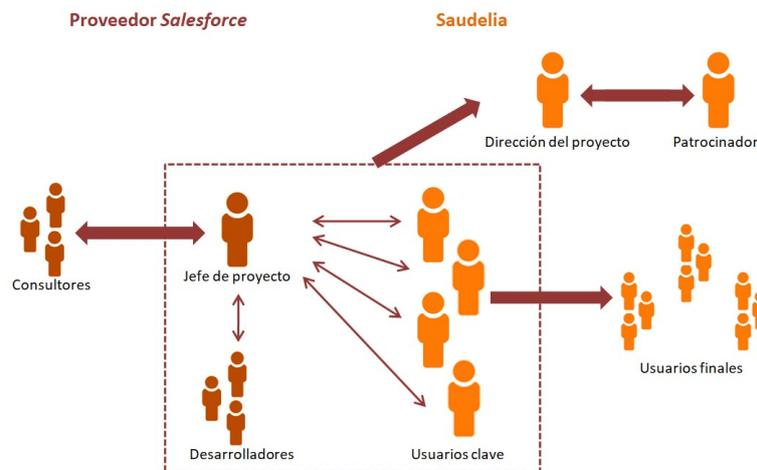 Proveedor Salesforce
Saudelia
Dirección del proyecto
Patrocinador
Consultores
Jefe de proyecto
Usuarios finales
Desarrolladores
Usuarios clave